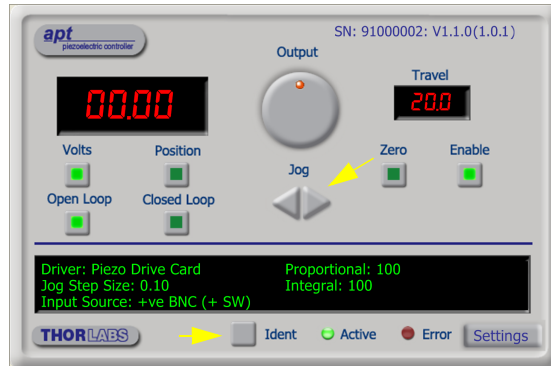 apt
piezoelectric controller
SN: 91000002: V1.1.0(1.0.1)
Output
Travel
00.00
20.0
Volts
Position
Jog
Zero
Enable
Open Loop
Closed Loop
Driver: Piezo Drive Card
Proportional: 100
Jog Step Size: 0.10
Integral: 100
Input Source: +ve BNC (+ SW)
THORLABS
Ident
Active
Error
Settings